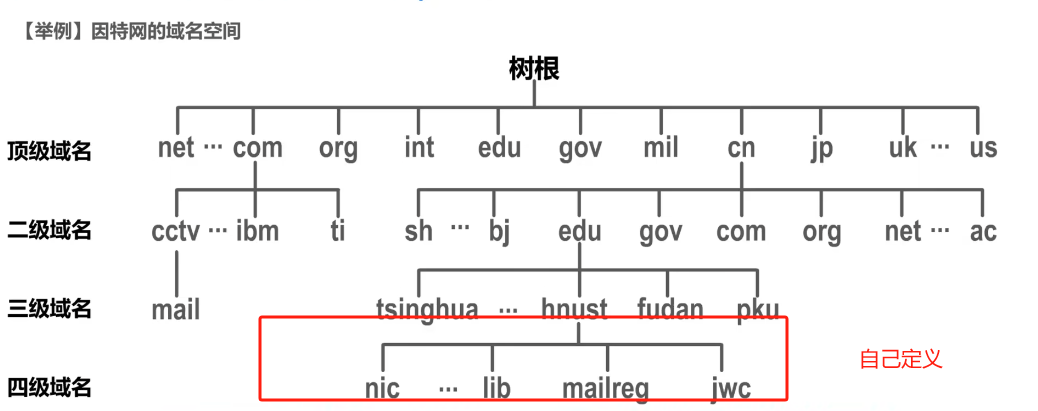 【举例】因特网的域名空间
树根
顶级域名 net ··· com org int edu gov mil cn jp uk ··· us
二级域名 cctv ··· ibm ti sh ··· bj edu gov com org net ··· ac
三级域名 mail tsinghua ··· hnust fudan pku
自己定义
四级域名 nic ··· lib mailreg jwc